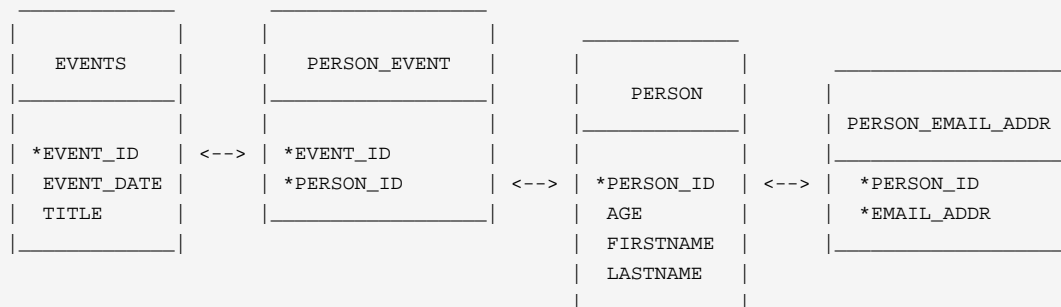 EVENTS
PERSON_EVENT
PERSON
PERSON_EMAIL_ADDR
*EVENT_ID <--> *EVENT_ID
EVENT_DATE *PERSON_ID <--> *PERSON_ID <--> *PERSON_ID
TITLE AGE *EMAIL_ADDR
FIRSTNAME
LASTNAME